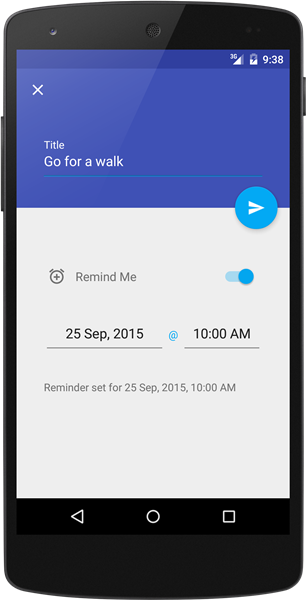 3G 9:38
Title
Go for a walk
Remind Me
25 Sep, 2015 @ 10:00 AM
Reminder set for 25 Sep, 2015, 10:00 AM